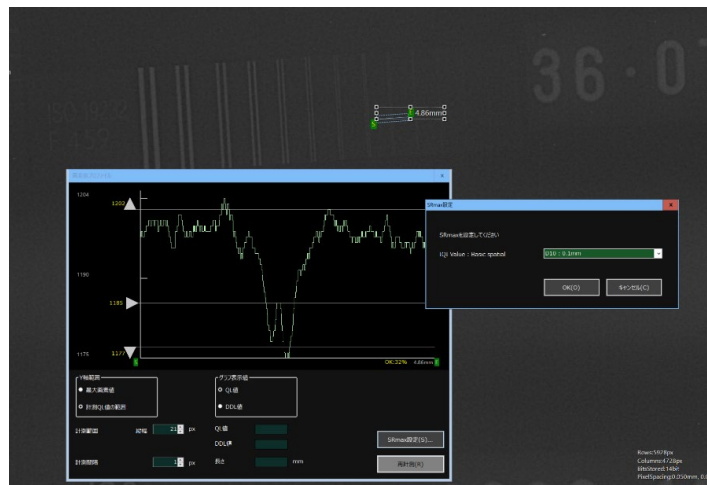 36·0
4.86mm
S
E
x
1204
1202
1190
1185
1175
1177
S
OK:32%
4.86mm
E
Y軸範囲
最大画素値
計測QL値の範囲
グラフ表示値
QL値
DDL値
計測範囲
縦幅
21
px
QL値
DDL値
計測間隔
1
px
長さ
mm
SRmax設定(S)...
再計測(R)
SRmax設定
x
SRmaxを設定してください
IQI Value : Basic spatial
D10 : 0.1mm
OK(O)
キャンセル(C)
Rows:5978px
Columns:4728px
BitsStored:14bit
PixelSpacing:0.050mm, 0.0